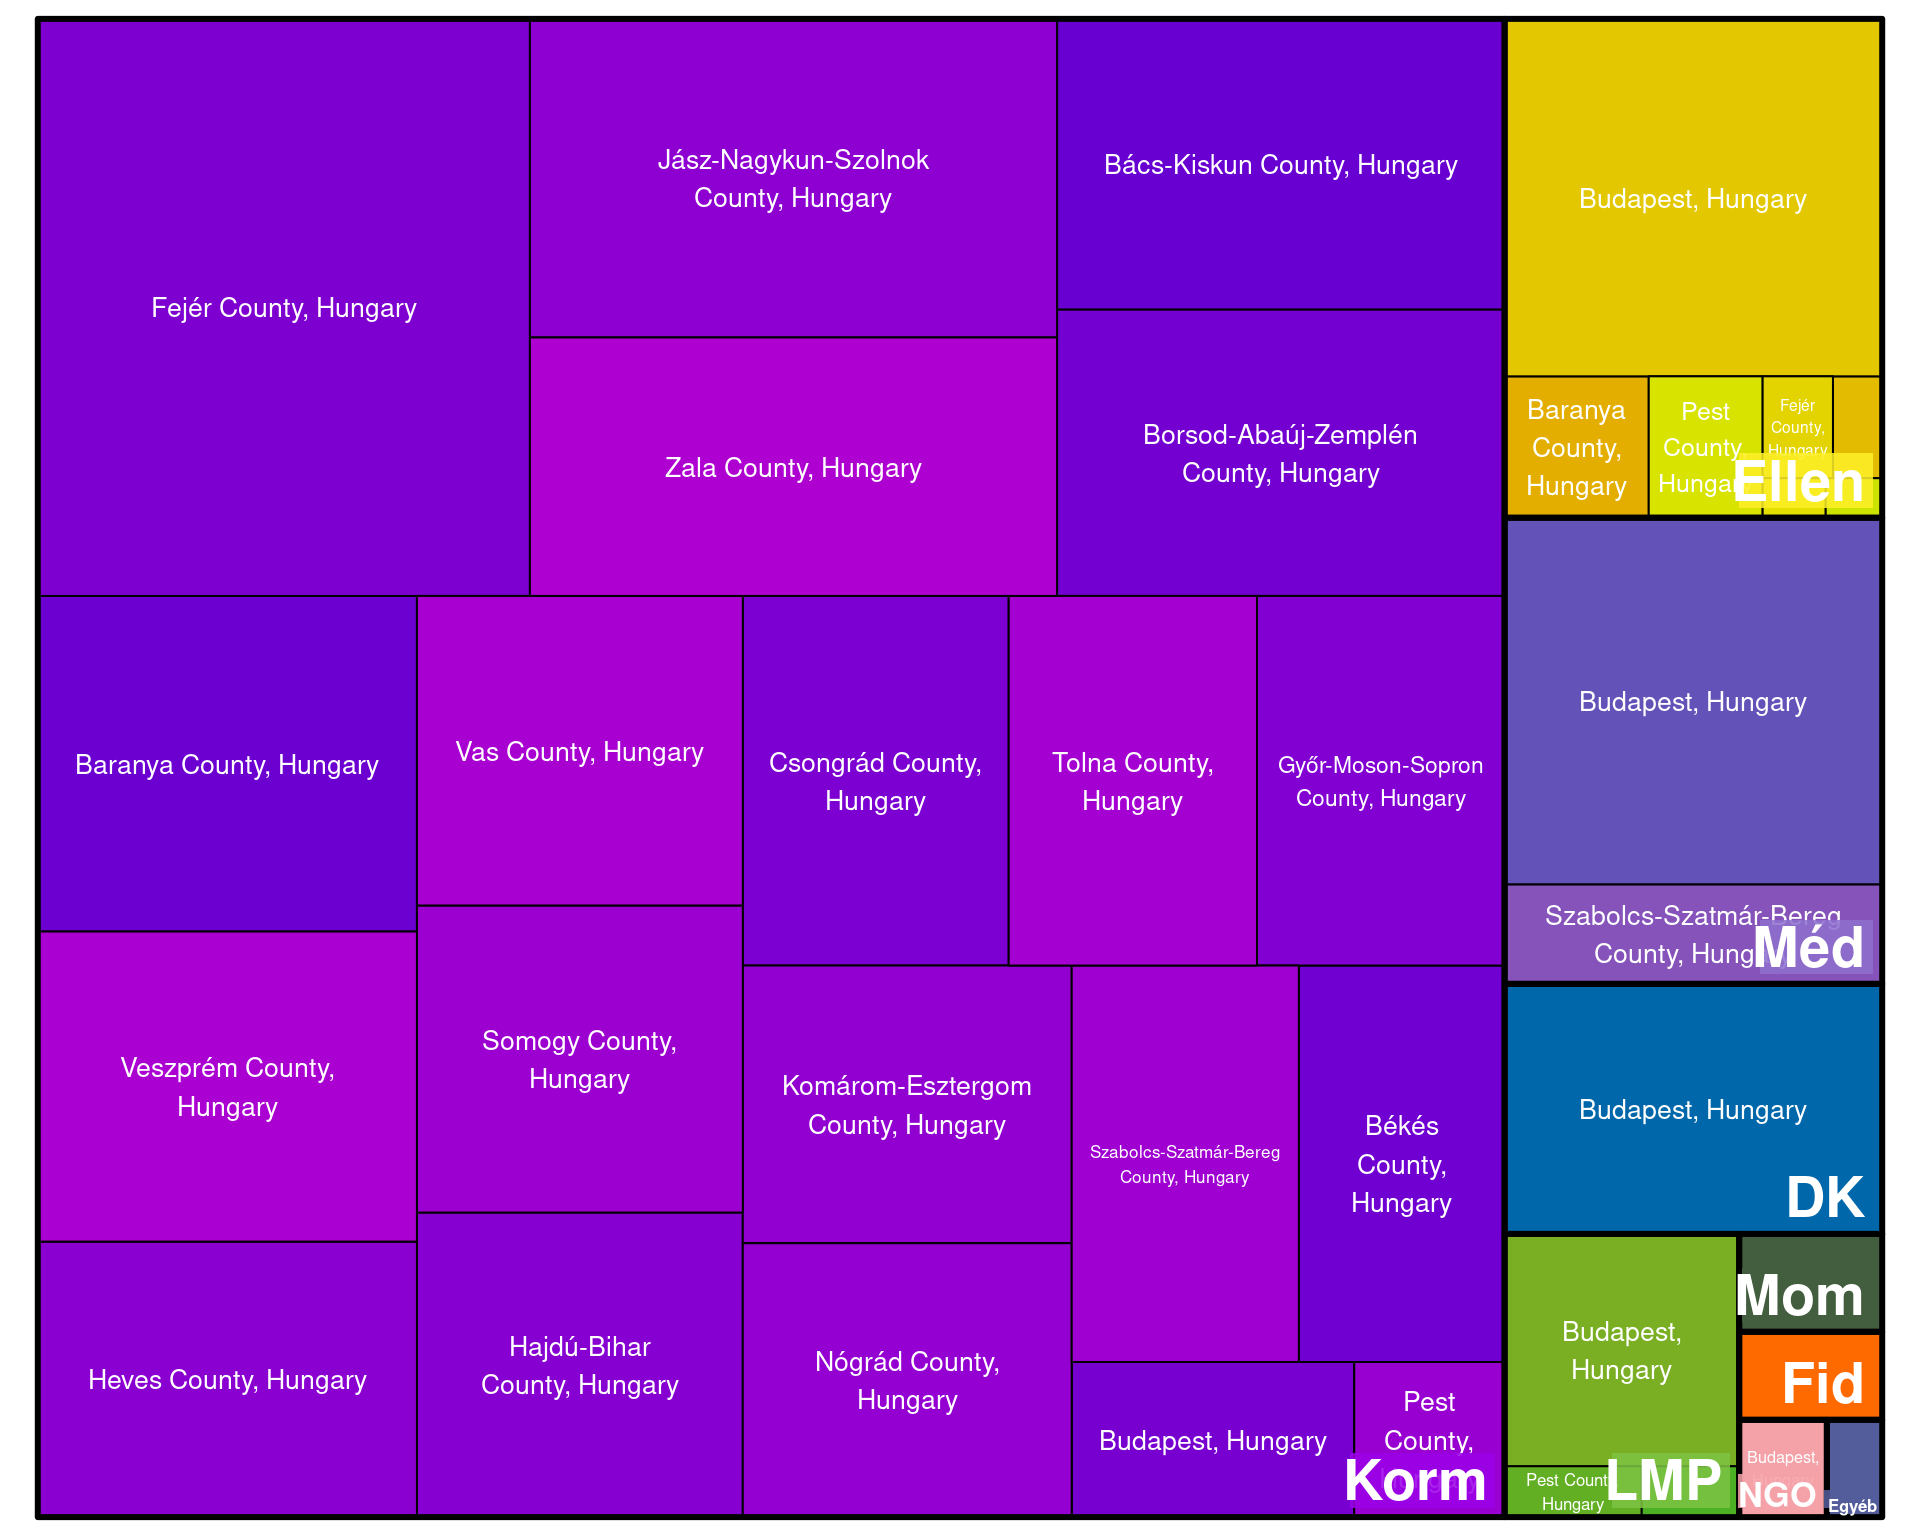 Fejér County, Hungary
Jász-Nagykun-Szolnok
County, Hungary
Zala County, Hungary
Bács-Kiskun County, Hungary
Borsod-Abaúj-Zemplén
County, Hungary
Baranya County, Hungary
Veszprém County,
Hungary
Heves County, Hungary
Vas County, Hungary
Somogy County,
Hungary
Hajdú-Bihar
County, Hungary
Csongrád County,
Hungary
Tolna County,
Hungary
Győr-Moson-Sopron
County, Hungary
Komárom-Esztergom
County, Hungary
Nógrád County,
Hungary
Szabolcs-Szatmár-Bereg
County, Hungary
Békés
County,
Hungary
Budapest, Hungary
Pest
County,
Korm
Budapest, Hungary
Baranya
County,
Hungary
Pest
County,
Hungary
Fejér
County,
Hungary
Ellen
Budapest, Hungary
Szabolcs-Szatmár-Bereg
County, Hungary
Méd
Budapest, Hungary
DK
Budapest,
Hungary
Pest County,
Hungary
LMP
Mom
Fid
Budapest,
NGO
Egyéb